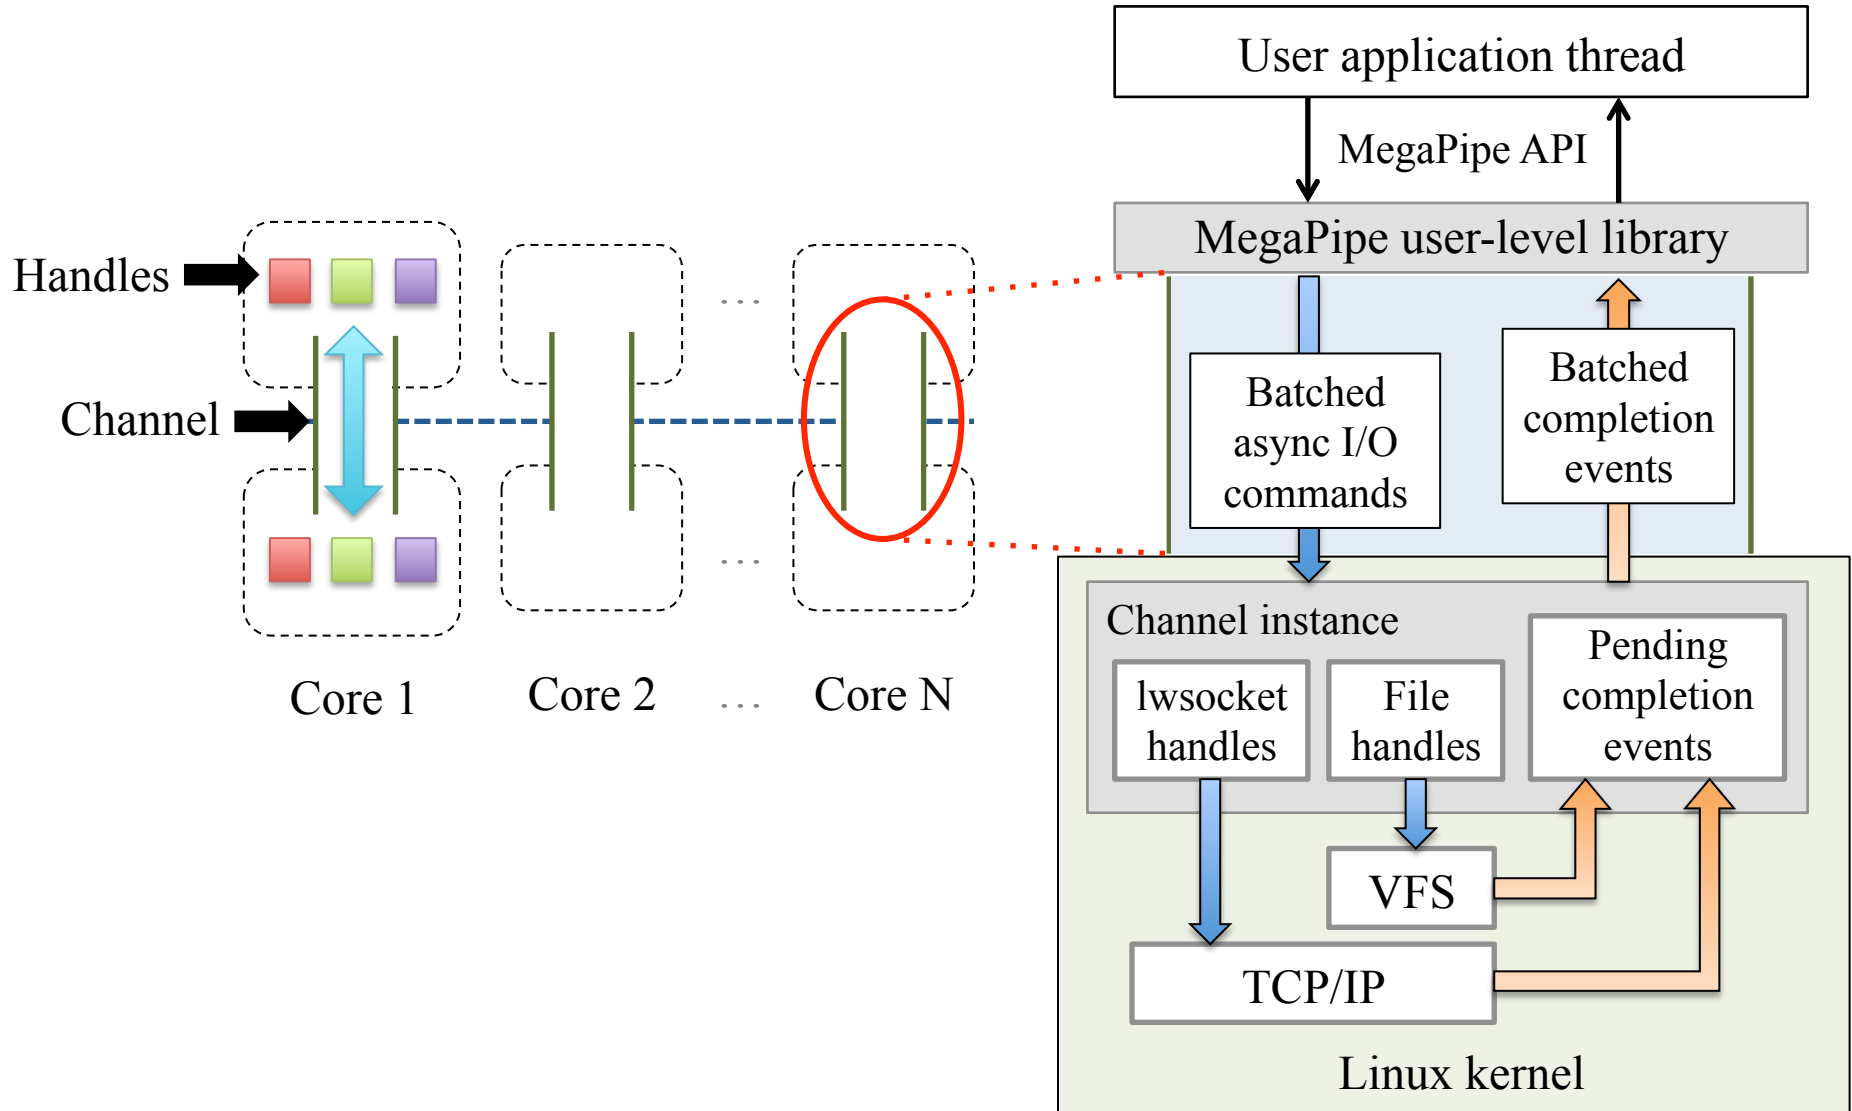 Handles
Channel
...
...
Core 1
Core 2
...
Core N
User application thread
MegaPipe API
MegaPipe user-level library
Batched
async I/O
commands
Batched
completion
events
Channel instance
lwsocket
handles
File
handles
Pending
completion
events
VFS
TCP/IP
Linux kernel